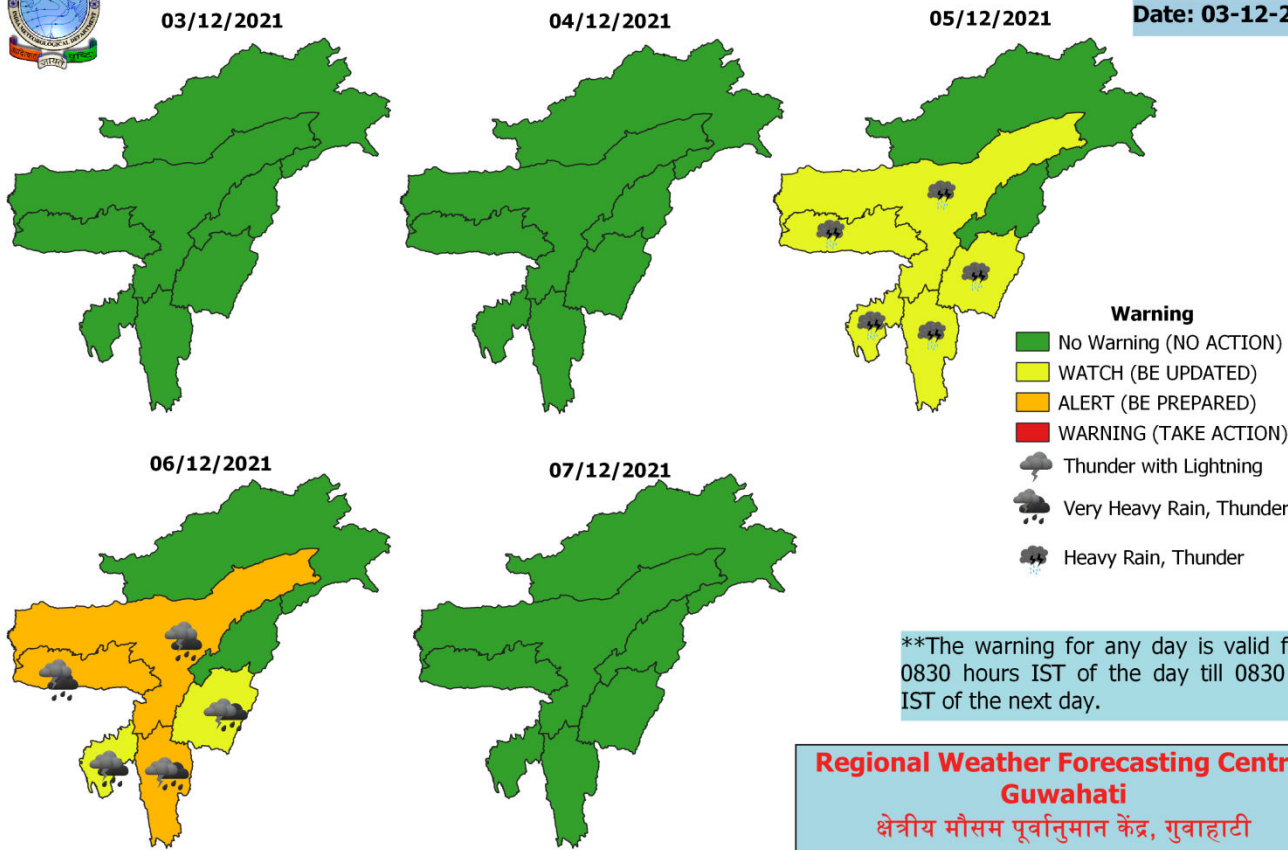 INDIA METEOROLOGICAL DEPARTMENT
03/12/2021
04/12/2021
05/12/2021
Date: 03-12-2
Warning
No Warning (NO ACTION)
WATCH (BE UPDATED)
ALERT (BE PREPARED)
WARNING (TAKE ACTION)
Thunder with Lightning
Very Heavy Rain, Thunder
Heavy Rain, Thunder
06/12/2021
07/12/2021
**The warning for any day is valid f
0830 hours IST of the day till 0830
IST of the next day.
Regional Weather Forecasting Centr
Guwahati
क्षेत्रीय मौसम पूर्वानुमान केंद्र, गुवाहाटी